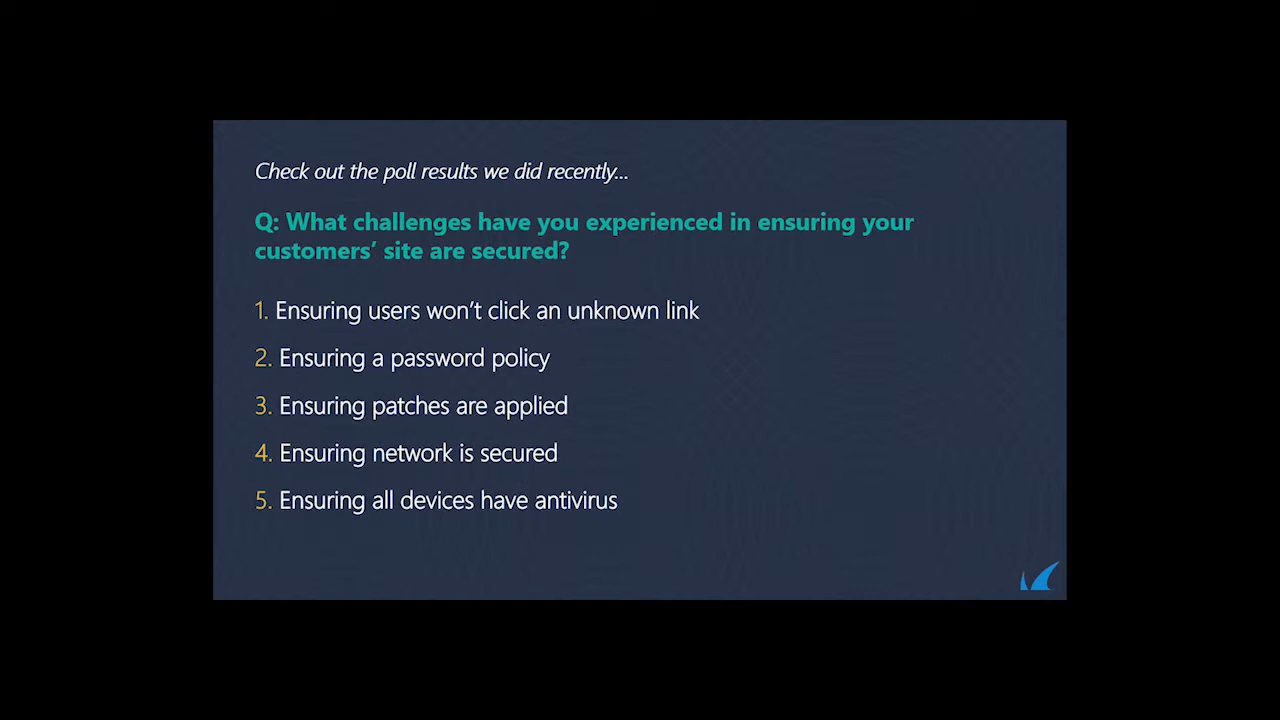 Check out the poll results we did recently...
Q: What challenges have you experienced in ensuring your
customers’ site are secured?
1. Ensuring users won’t click an unknown link
2. Ensuring a password policy
3. Ensuring patches are applied
4. Ensuring network is secured
5. Ensuring all devices have antivirus